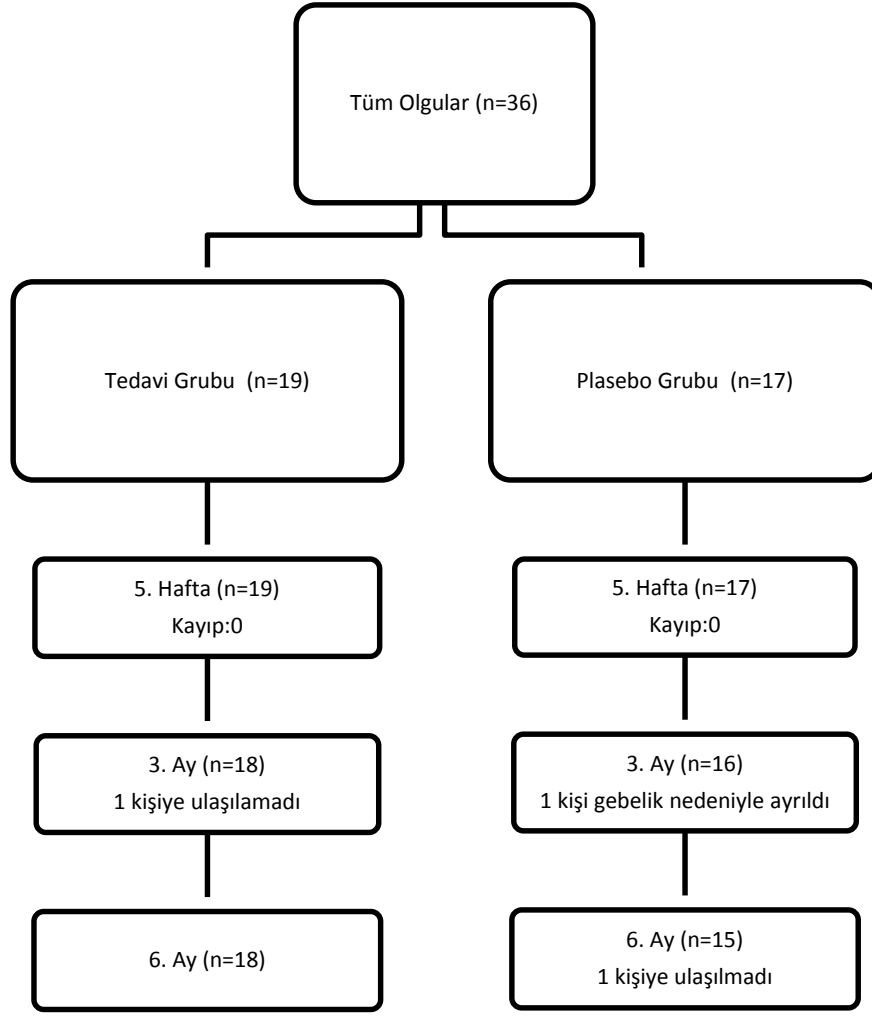 Tüm Olgular (n=36)
Tedavi Grubu (n=19)
Plasebo Grubu (n=17)
5. Hafta (n=19)
Kayıp:0
5. Hafta (n=17)
Kayıp:0
3. Ay (n=18)
1 kişiye ulaşılamadı
3. Ay (n=16)
1 kişi gebelik nedeniyle ayrıldı
6. Ay (n=18)
6. Ay (n=15)
1 kişiye ulaşılmadı